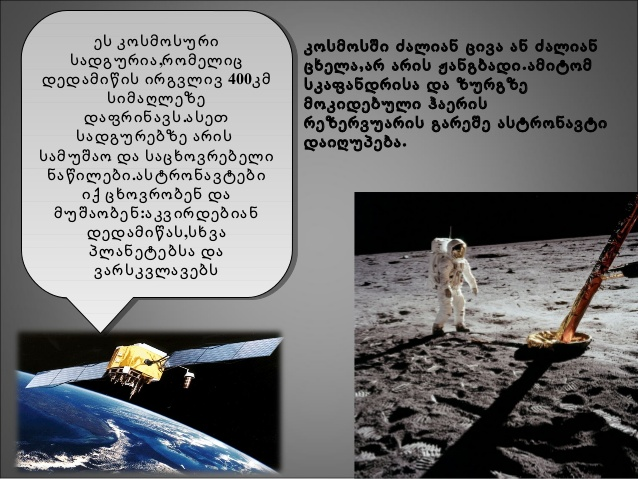 ეს კოსმოსური
სადგურია,რომელიც
დედამიწის ირგვლივ 400კმ
სიმაღლეზე
დაფრინავს.ასეთ
სადგურებზე არის
სამუშაო და საცხოვრებელი
ნაწილები.ასტრონავტები
იქ ცხოვრობენ და
მუშაობენ:აკვირდებიან
დედამიწას,სხვა
პლანეტებსა და
ვარსკვლავებს
კოსმოსში ძალიან ცივა ან ძალიან
ცხელა,არ არის ჟანგბადი.ამიტომ
სკაფანდრისა და ზურგზე
მოკიდებული ჰაერის
რეზერვუარის გარეშე ასტრონავტი
დაიღუპება.